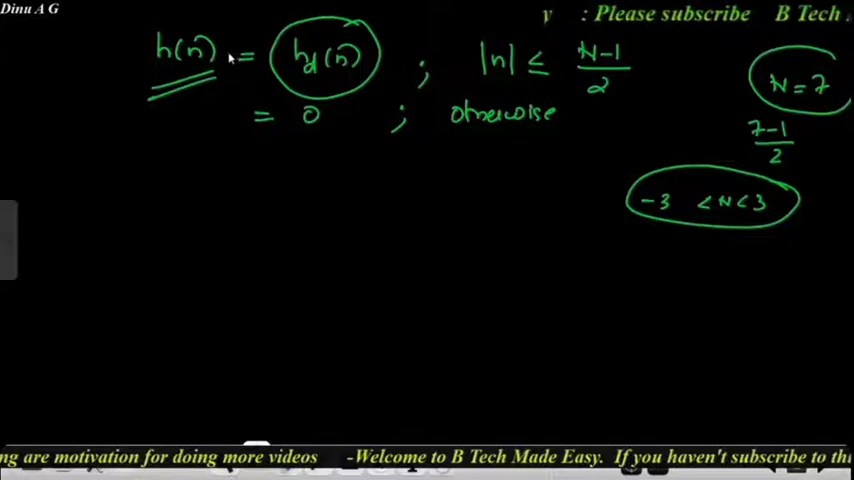 Dinu A G
y : Please subscribe B Tech
h(n) = hd(n) ; |n| ≤ N-1/2
= 0 ; otherwise
N = 7
7-1/2
-3 < N < 3
ng are motivation for doing more videos -Welcome to B Tech Made Easy. If you haven't subscribe to th